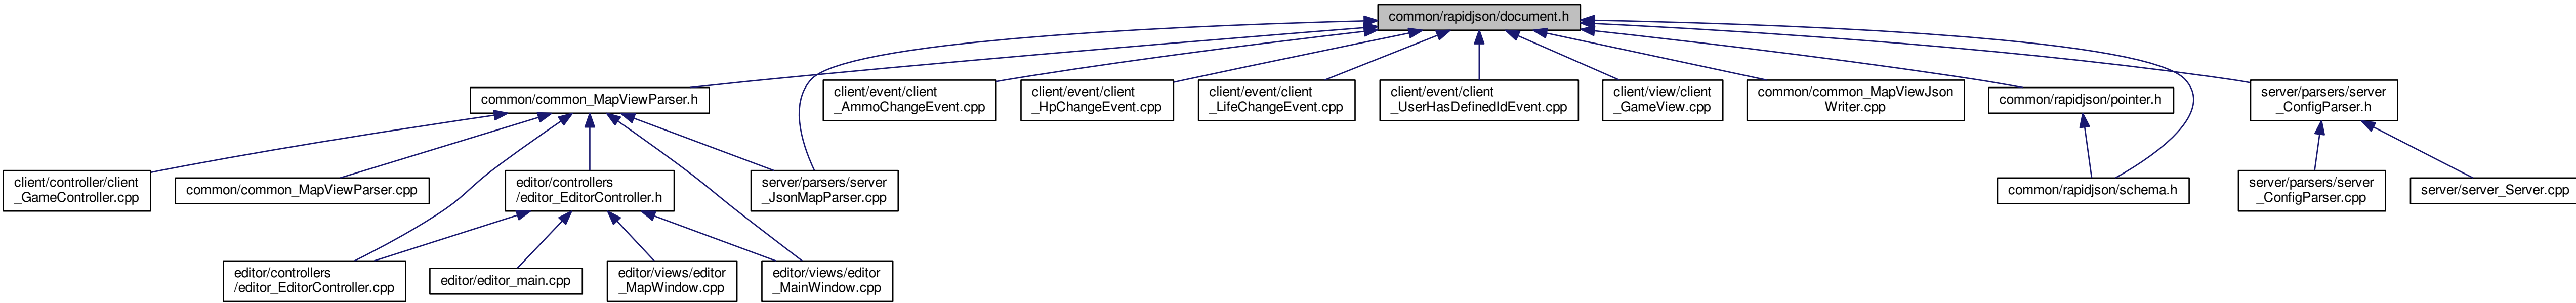 common/rapidjson/document.h
common/common_MapViewParser.h
client/event/client
_AmmoChangeEvent.cpp
client/event/client
_HpChangeEvent.cpp
client/event/client
_LifeChangeEvent.cpp
client/event/client
_UserHasDefinedIdEvent.cpp
client/view/client
_GameView.cpp
common/common_MapViewJson
Writer.cpp
common/rapidjson/pointer.h
server/parsers/server
_ConfigParser.h
client/controller/client
_GameController.cpp
common/common_MapViewParser.cpp
editor/controllers
/editor_EditorController.h
server/parsers/server
_JsonMapParser.cpp
common/rapidjson/schema.h
server/parsers/server
_ConfigParser.cpp
server/server_Server.cpp
editor/controllers
/editor_EditorController.cpp
editor/editor_main.cpp
editor/views/editor
_MapWindow.cpp
editor/views/editor
_MainWindow.cpp